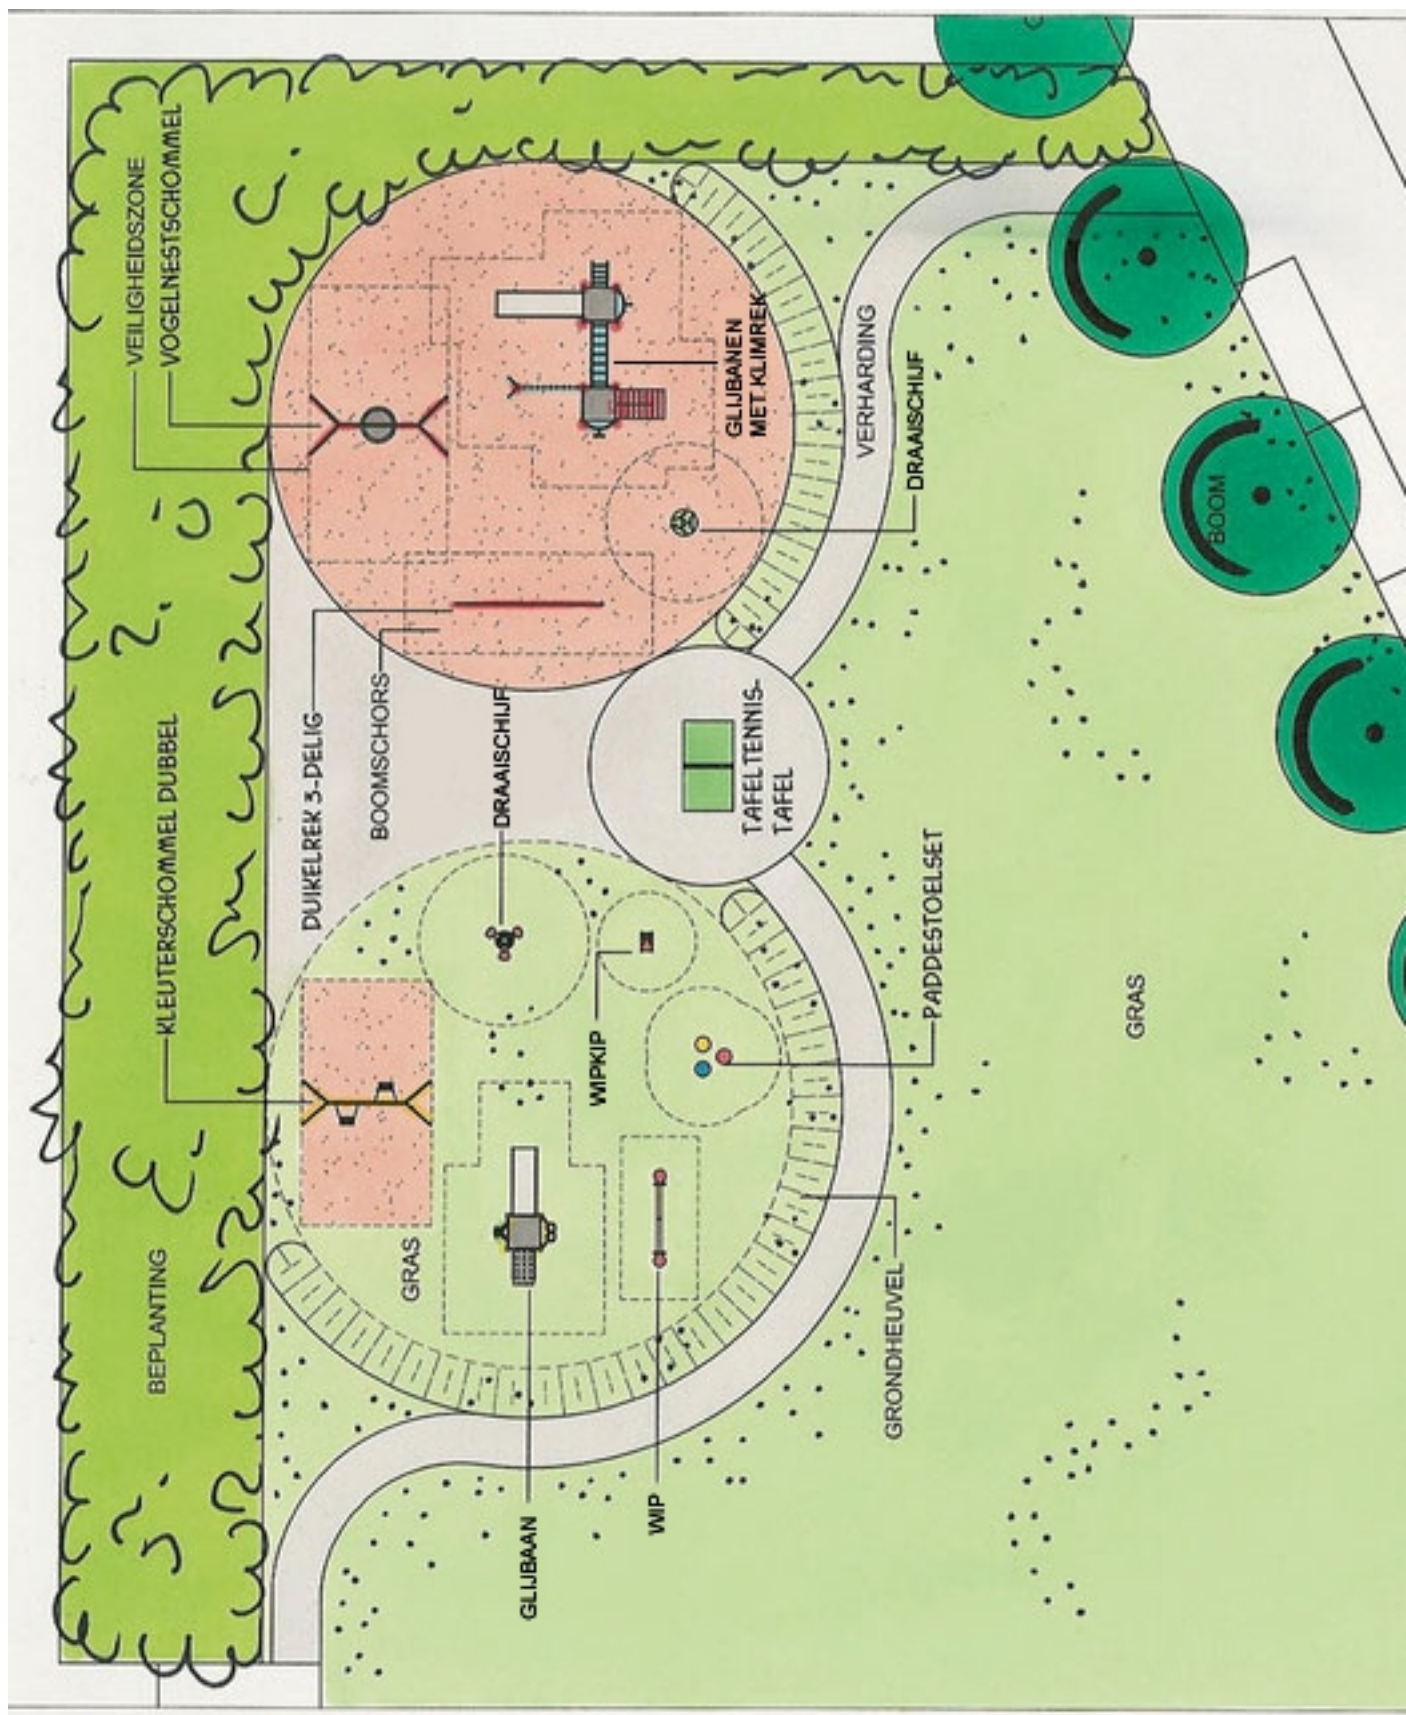 VEILIGHEIDSZONE
VOGELNESTSCHOMMEL
KLEUTERSCHOMMEL DUBBEL
BEPLANTING
DUIKELREK 3-DELIG
BOOMSCHORS
DRAAISCHIJF
GRAS
GLIJBAAN
WIPKIP
WIP
GLIJBANEN
MET KLIMREK
TAFELTENNIS-
TAFEL
VERHARDING
DRAAISCHIJF
PADDESTOELSET
GRONDHEUVEL
GRAS
BOOM